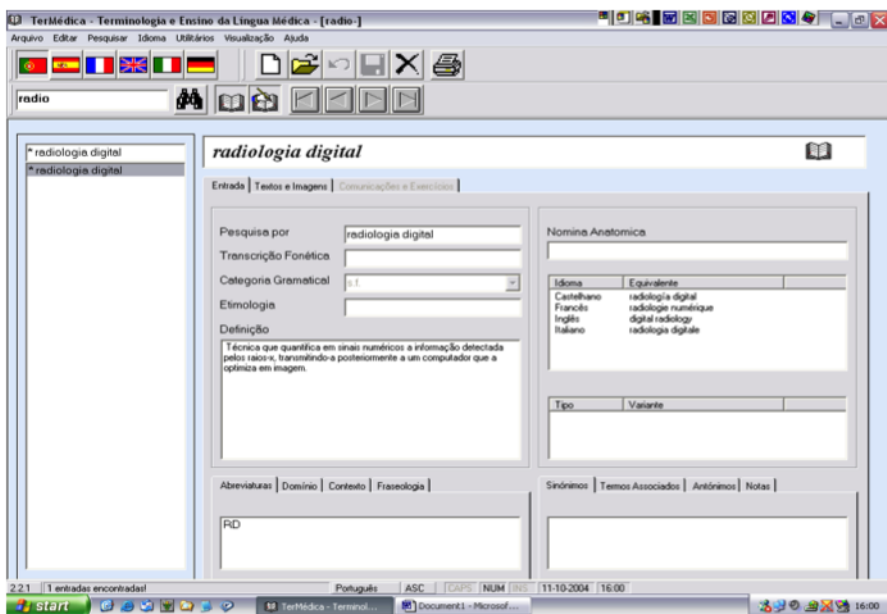 TerMédica - Terminologia e Ensino da Língua Médica - [radio-]
Arquivo Editar Pesquisar Idioma Utilitários Visualização Ajuda
radio
* radiologia digital
* radiologia digital
radiologia digital
Entrada Textos e Imagens Comunicações e Exercícios
Pesquisa por radiologia digital
Transcrição Fonética
Categoria Gramatical s.f.
Etimologia
Definição
Técnica que quantifica em sinais numéricos a informação detectada
pelos raios-x, transmitindo-a posteriormente a um computador que a
optimiza em imagem.
Nomina Anatomica
Idioma Equivalente
Castelhano radiología digital
Francês radiologie numérique
Inglês digital radiology
Italiano radiologia digitale
Tipo Variante
Abreviaturas Domínio Contexto Fraseologia
RD
Sinónimos Termos Associados Antónimos Notas
2.2.1 1 entradas encontradas! Português ASC CAPS NUM INS 11-10-2004 16:00
start TerMédica - Terminol... Document1 - Microsof... 16:00